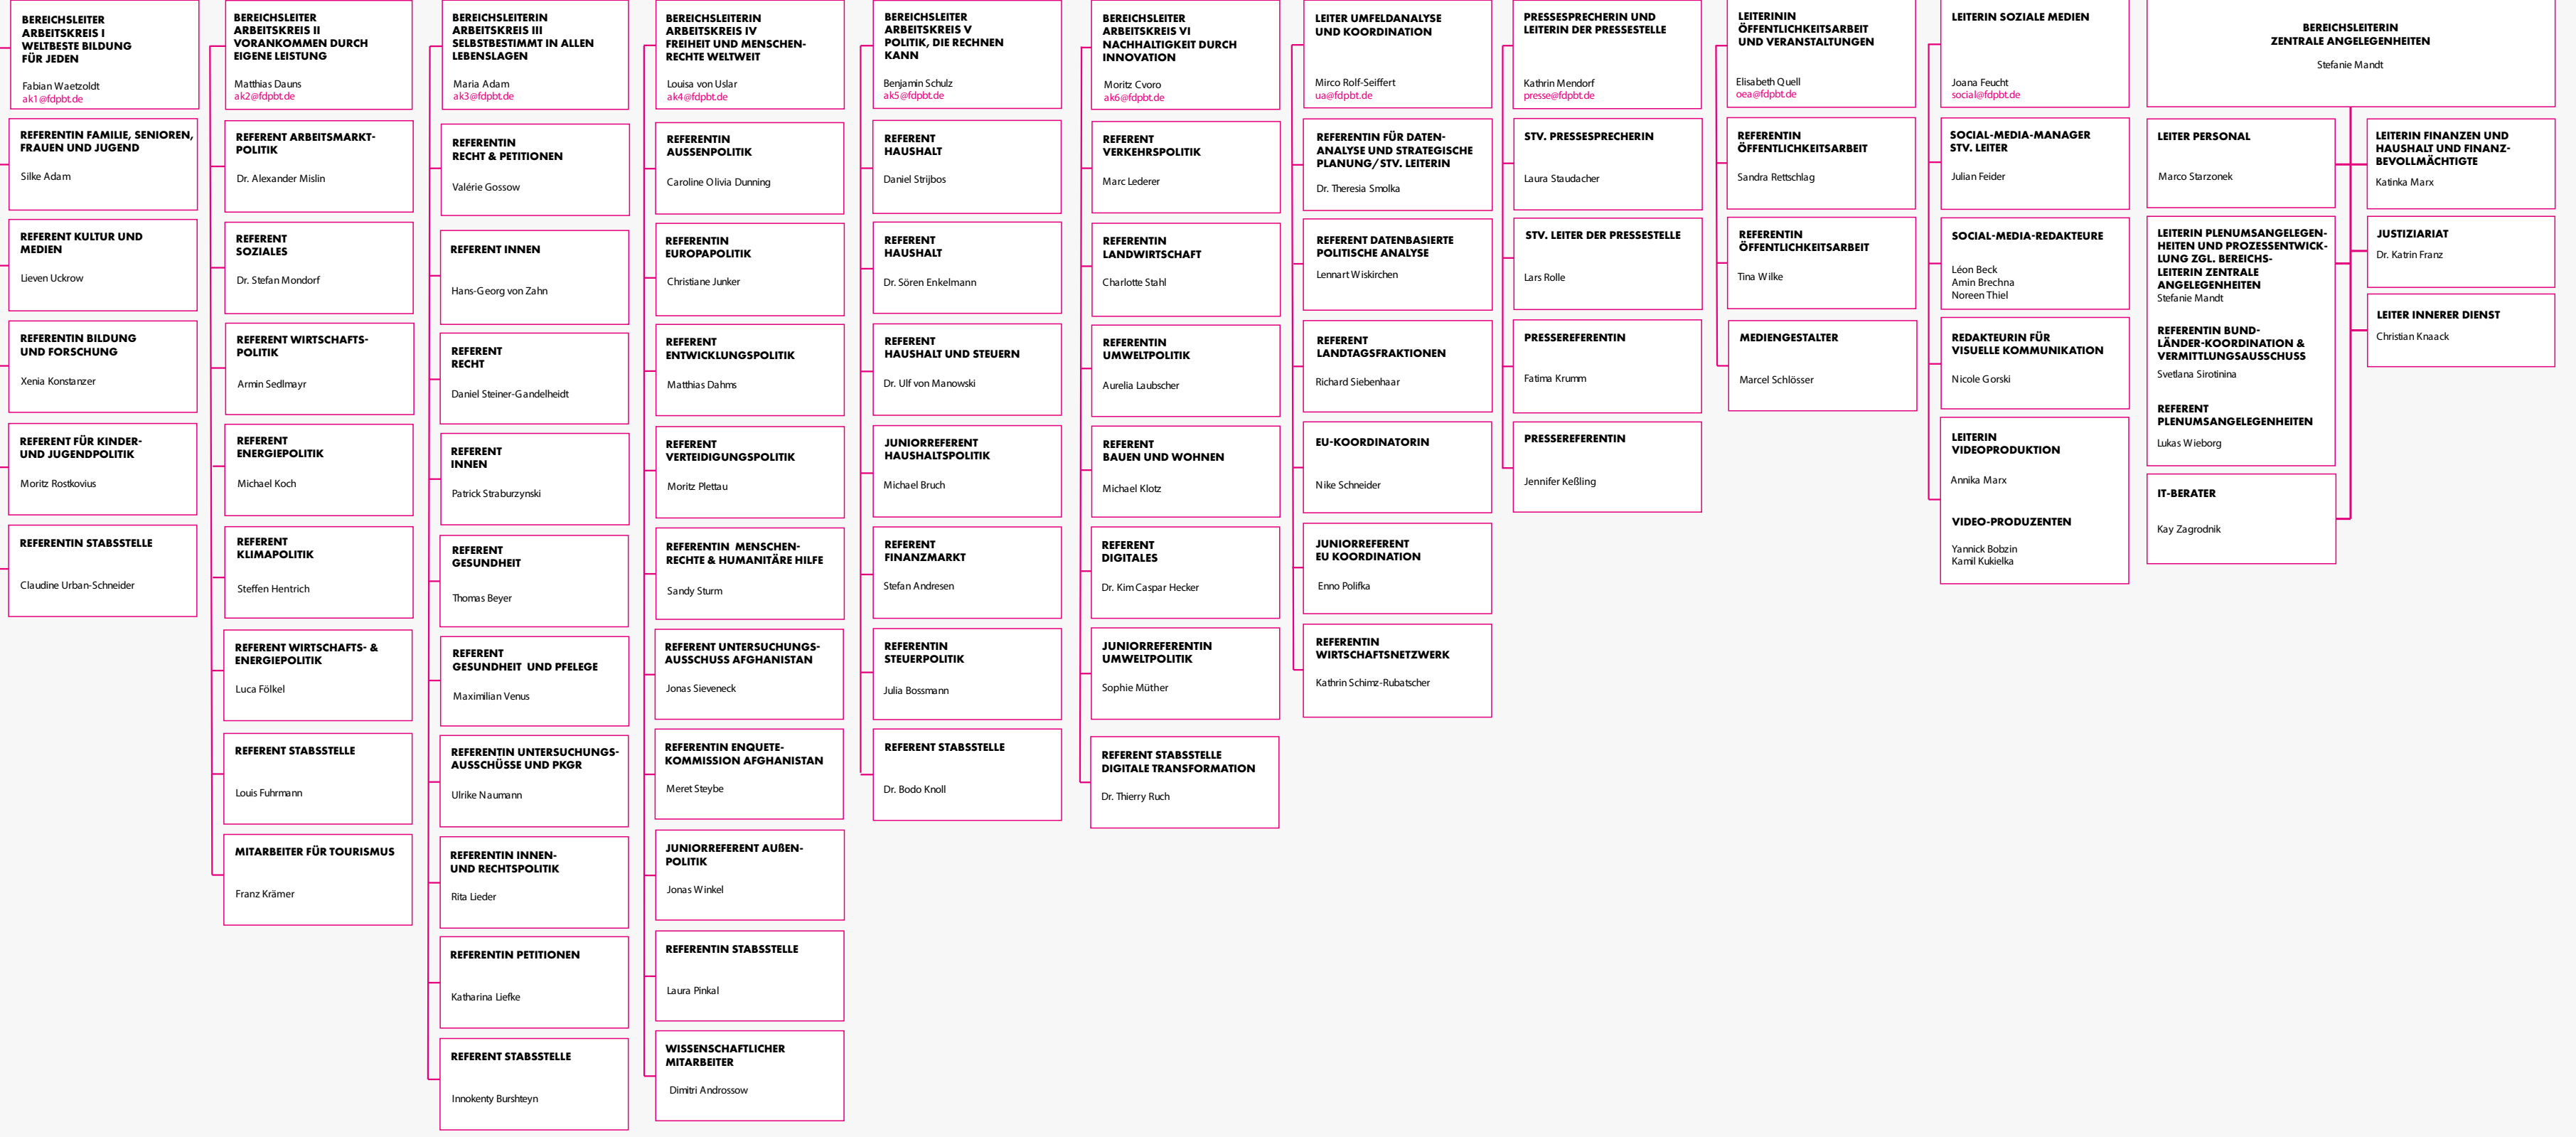 BEREICHSLEITER
ARBEITSKREIS I
WELTBESTE BILDUNG
FÜR JEDEN
Fabian Waetzoldt
ak1@fdpbt.de
REFERENTIN FAMILIE, SENIOREN,
FRAUEN UND JUGEND
Silke Adam
REFERENT KULTUR UND
MEDIEN
Lieven Uckrow
REFERENTIN BILDUNG
UND FORSCHUNG
Xenia Konstanzer
REFERENT FÜR KINDER-
UND JUGENDPOLITIK
Moritz Rostkovius
REFERENTIN STABSSTELLE
Claudine Urban-Schneider
BEREICHSLEITER
ARBEITSKREIS II
VORANKOMMEN DURCH
EIGENE LEISTUNG
Matthias Dauns
ak2@fdpbt.de
REFERENT ARBEITSMARKT-
POLITIK
Dr. Alexander Mislin
REFERENT
SOZIALES
Dr. Stefan Mondorf
REFERENT WIRTSCHAFTS-
POLITIK
Armin Sedlmayr
REFERENT
ENERGIEPOLITIK
Michael Koch
REFERENT
KLIMAPOLITIK
Steffen Hentrich
REFERENT WIRTSCHAFTS- &
ENERGIEPOLITIK
Luca Fölkel
REFERENT STABSSTELLE
Louis Fuhrmann
MITARBEITER FÜR TOURISMUS
Franz Krämer
BEREICHSLEITERIN
ARBEITSKREIS III
SELBSTBESTIMMT IN ALLEN
LEBENSLAGEN
Maria Adam
ak3@fdpbt.de
REFERENTIN
RECHT & PETITIONEN
Valérie Gossow
REFERENT INNEN
Hans-Georg von Zahn
REFERENT
RECHT
Daniel Steiner-Gandelheidt
REFERENT
INNEN
Patrick Straburzynski
REFERENT
GESUNDHEIT
Thomas Beyer
REFERENT
GESUNDHEIT UND PFELEGE
Maximilian Venus
REFERENTIN UNTERSUCHUNGS-
AUSSCHÜSSE UND PKGR
Ulrike Naumann
REFERENTIN INNEN-
UND RECHTSPOLITIK
Rita Lieder
REFERENTIN PETITIONEN
Katharina Liefke
REFERENT STABSSTELLE
Innokenty Burshteyn
BEREICHSLEITERIN
ARBEITSKREIS IV
FREIHEIT UND MENSCHEN-
RECHTE WELTWEIT
Louisa von Uslar
ak4@fdpbt.de
REFERENTIN
AUSSENPOLITIK
Caroline Olivia Dunning
REFERENTIN
EUROPAPOLITIK
Christiane Junker
REFERENT
ENTWICKLUNGSPOLITIK
Matthias Dahms
REFERENT
VERTEIDIGUNGSPOLITIK
Moritz Plettau
REFERENTIN MENSCHEN-
RECHTE & HUMANITÄRE HILFE
Sandy Sturm
REFERENT UNTERSUCHUNGS-
AUSSCHUSS AFGHANISTAN
Jonas Sieveneck
REFERENTIN ENQUETE-
KOMMISSION AFGHANISTAN
Meret Steybe
JUNIORREFERENT AUßEN-
POLITIK
Jonas Winkel
REFERENTIN STABSSTELLE
Laura Pinkal
WISSENSCHAFTLICHER
MITARBEITER
Dimitri Androssow
BEREICHSLEITER
ARBEITSKREIS V
POLITIK, DIE RECHNEN
KANN
Benjamin Schulz
ak5@fdpbt.de
REFERENT
HAUSHALT
Daniel Strijbos
REFERENT
HAUSHALT
Dr. Sören Enkelmann
REFERENT
HAUSHALT UND STEUERN
Dr. Ulf von Manowski
JUNIORREFERENT
HAUSHALTSPOLITIK
Michael Bruch
REFERENT
FINANZMARKT
Stefan Andresen
REFERENTIN
STEUERPOLITIK
Julia Bossmann
REFERENT STABSSTELLE
Dr. Bodo Knoll
BEREICHSLEITER
ARBEITSKREIS VI
NACHHALTIGKEIT DURCH
INNOVATION
Moritz Cvoro
ak6@fdpbt.de
REFERENT
VERKEHRSPOLITIK
Marc Lederer
REFERENTIN
LANDWIRTSCHAFT
Charlotte Stahl
REFERENTIN
UMWELTPOLITIK
Aurelia Laubscher
REFERENT
BAUEN UND WOHNEN
Michael Klotz
REFERENT
DIGITALES
Dr. Kim Caspar Hecker
JUNIORREFERENTIN
UMWELTPOLITIK
Sophie Müther
REFERENT STABSSTELLE
DIGITALE TRANSFORMATION
Dr. Thierry Ruch
LEITER UMFELDANALYSE
UND KOORDINATION
Mirco Rolf-Seiffert
ua@fdpbt.de
REFERENTIN FÜR DATEN-
ANALYSE UND STRATEGISCHE
PLANUNG/STV. LEITERIN
Dr. Theresia Smolka
REFERENT DATENBASIERTE
POLITISCHE ANALYSE
Lennart Wiskirchen
REFERENT
LANDTAGSFRAKTIONEN
Richard Siebenhaar
EU-KOORDINATORIN
Nike Schneider
JUNIORREFERENT
EU KOORDINATION
Enno Polifka
REFERENTIN
WIRTSCHAFTSNETZWERK
Kathrin Schimz-Rubatscher
PRESSESPRECHERIN UND
LEITERIN DER PRESSESTELLE
Kathrin Mendorf
presse@fdpbt.de
STV. PRESSESPRECHERIN
Laura Staudacher
STV. LEITER DER PRESSESTELLE
Lars Rolle
PRESSEREFERENTIN
Fatima Krumm
PRESSEREFERENTIN
Jennifer Keßling
LEITERININ
ÖFFENTLICHKEITSARBEIT
UND VERANSTALTUNGEN
Elisabeth Quell
oea@fdpbt.de
REFERENTIN
ÖFFENTLICHKEITSARBEIT
Sandra Rettschlag
REFERENTIN
ÖFFENTLICHKEITSARBEIT
Tina Wilke
MEDIENGESTALTER
Marcel Schlösser
LEITERIN SOZIALE MEDIEN
Joana Feucht
social@fdpbt.de
SOCIAL-MEDIA-MANAGER
STV. LEITER
Julian Feider
SOCIAL-MEDIA-REDAKTEURE
Léon Beck
Amin Brechna
Noreen Thiel
REDAKTEURIN FÜR
VISUELLE KOMMUNIKATION
Nicole Gorski
LEITERIN
VIDEOPRODUKTION
Annika Marx
VIDEO-PRODUZENTEN
Yannick Bobzin
Kamil Kukielka
BEREICHSLEITERIN
ZENTRALE ANGELEGENHEITEN
Stefanie Mandt
LEITER PERSONAL
Marco Starzonek
LEITERIN PLENUMSANGELEGEN-
HEITEN UND PROZESSENTWICK-
LUNG ZGL. BEREICHS-
LEITERIN ZENTRALE
ANGELEGENHEITEN
Stefanie Mandt
REFERENTIN BUND-
LÄNDER-KOORDINATION &
VERMITTLUNGSAUSSCHUSS
Svetlana Sirotinina
REFERENT
PLENUMSANGELEGENHEITEN
Lukas Wieborg
IT-BERATER
Kay Zagrodnik
LEITERIN FINANZEN UND
HAUSHALT UND FINANZ-
BEVOLLMÄCHTIGTE
Katinka Marx
JUSTIZIARIAT
Dr. Katrin Franz
LEITER INNERER DIENST
Christian Knaack